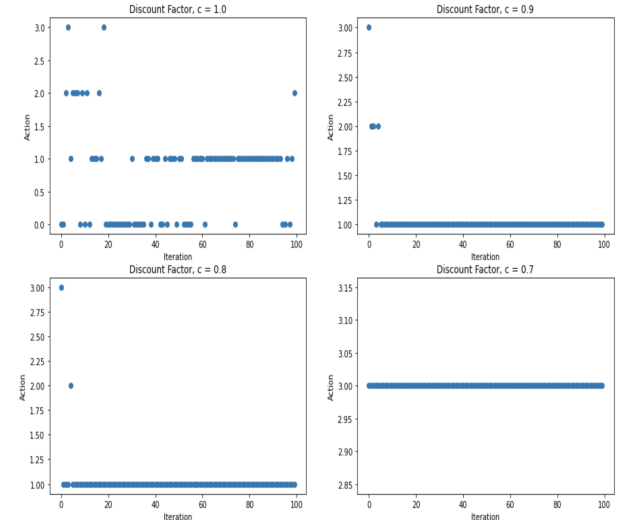 Discount Factor, c = 1.0
3.0
2.5
2.0
1.5
1.0
0.5
0.0
Action
0 20 40 60 80 100
Iteration
Discount Factor, c = 0.9
3.00
2.75
2.50
2.25
2.00
1.75
1.50
1.25
1.00
Action
0 20 40 60 80 100
Iteration
Discount Factor, c = 0.8
3.00
2.75
2.50
2.25
2.00
1.75
1.50
1.25
1.00
Action
0 20 40 60 80 100
Iteration
Discount Factor, c = 0.7
3.15
3.10
3.05
3.00
2.95
2.90
2.85
Action
0 20 40 60 80 100
Iteration